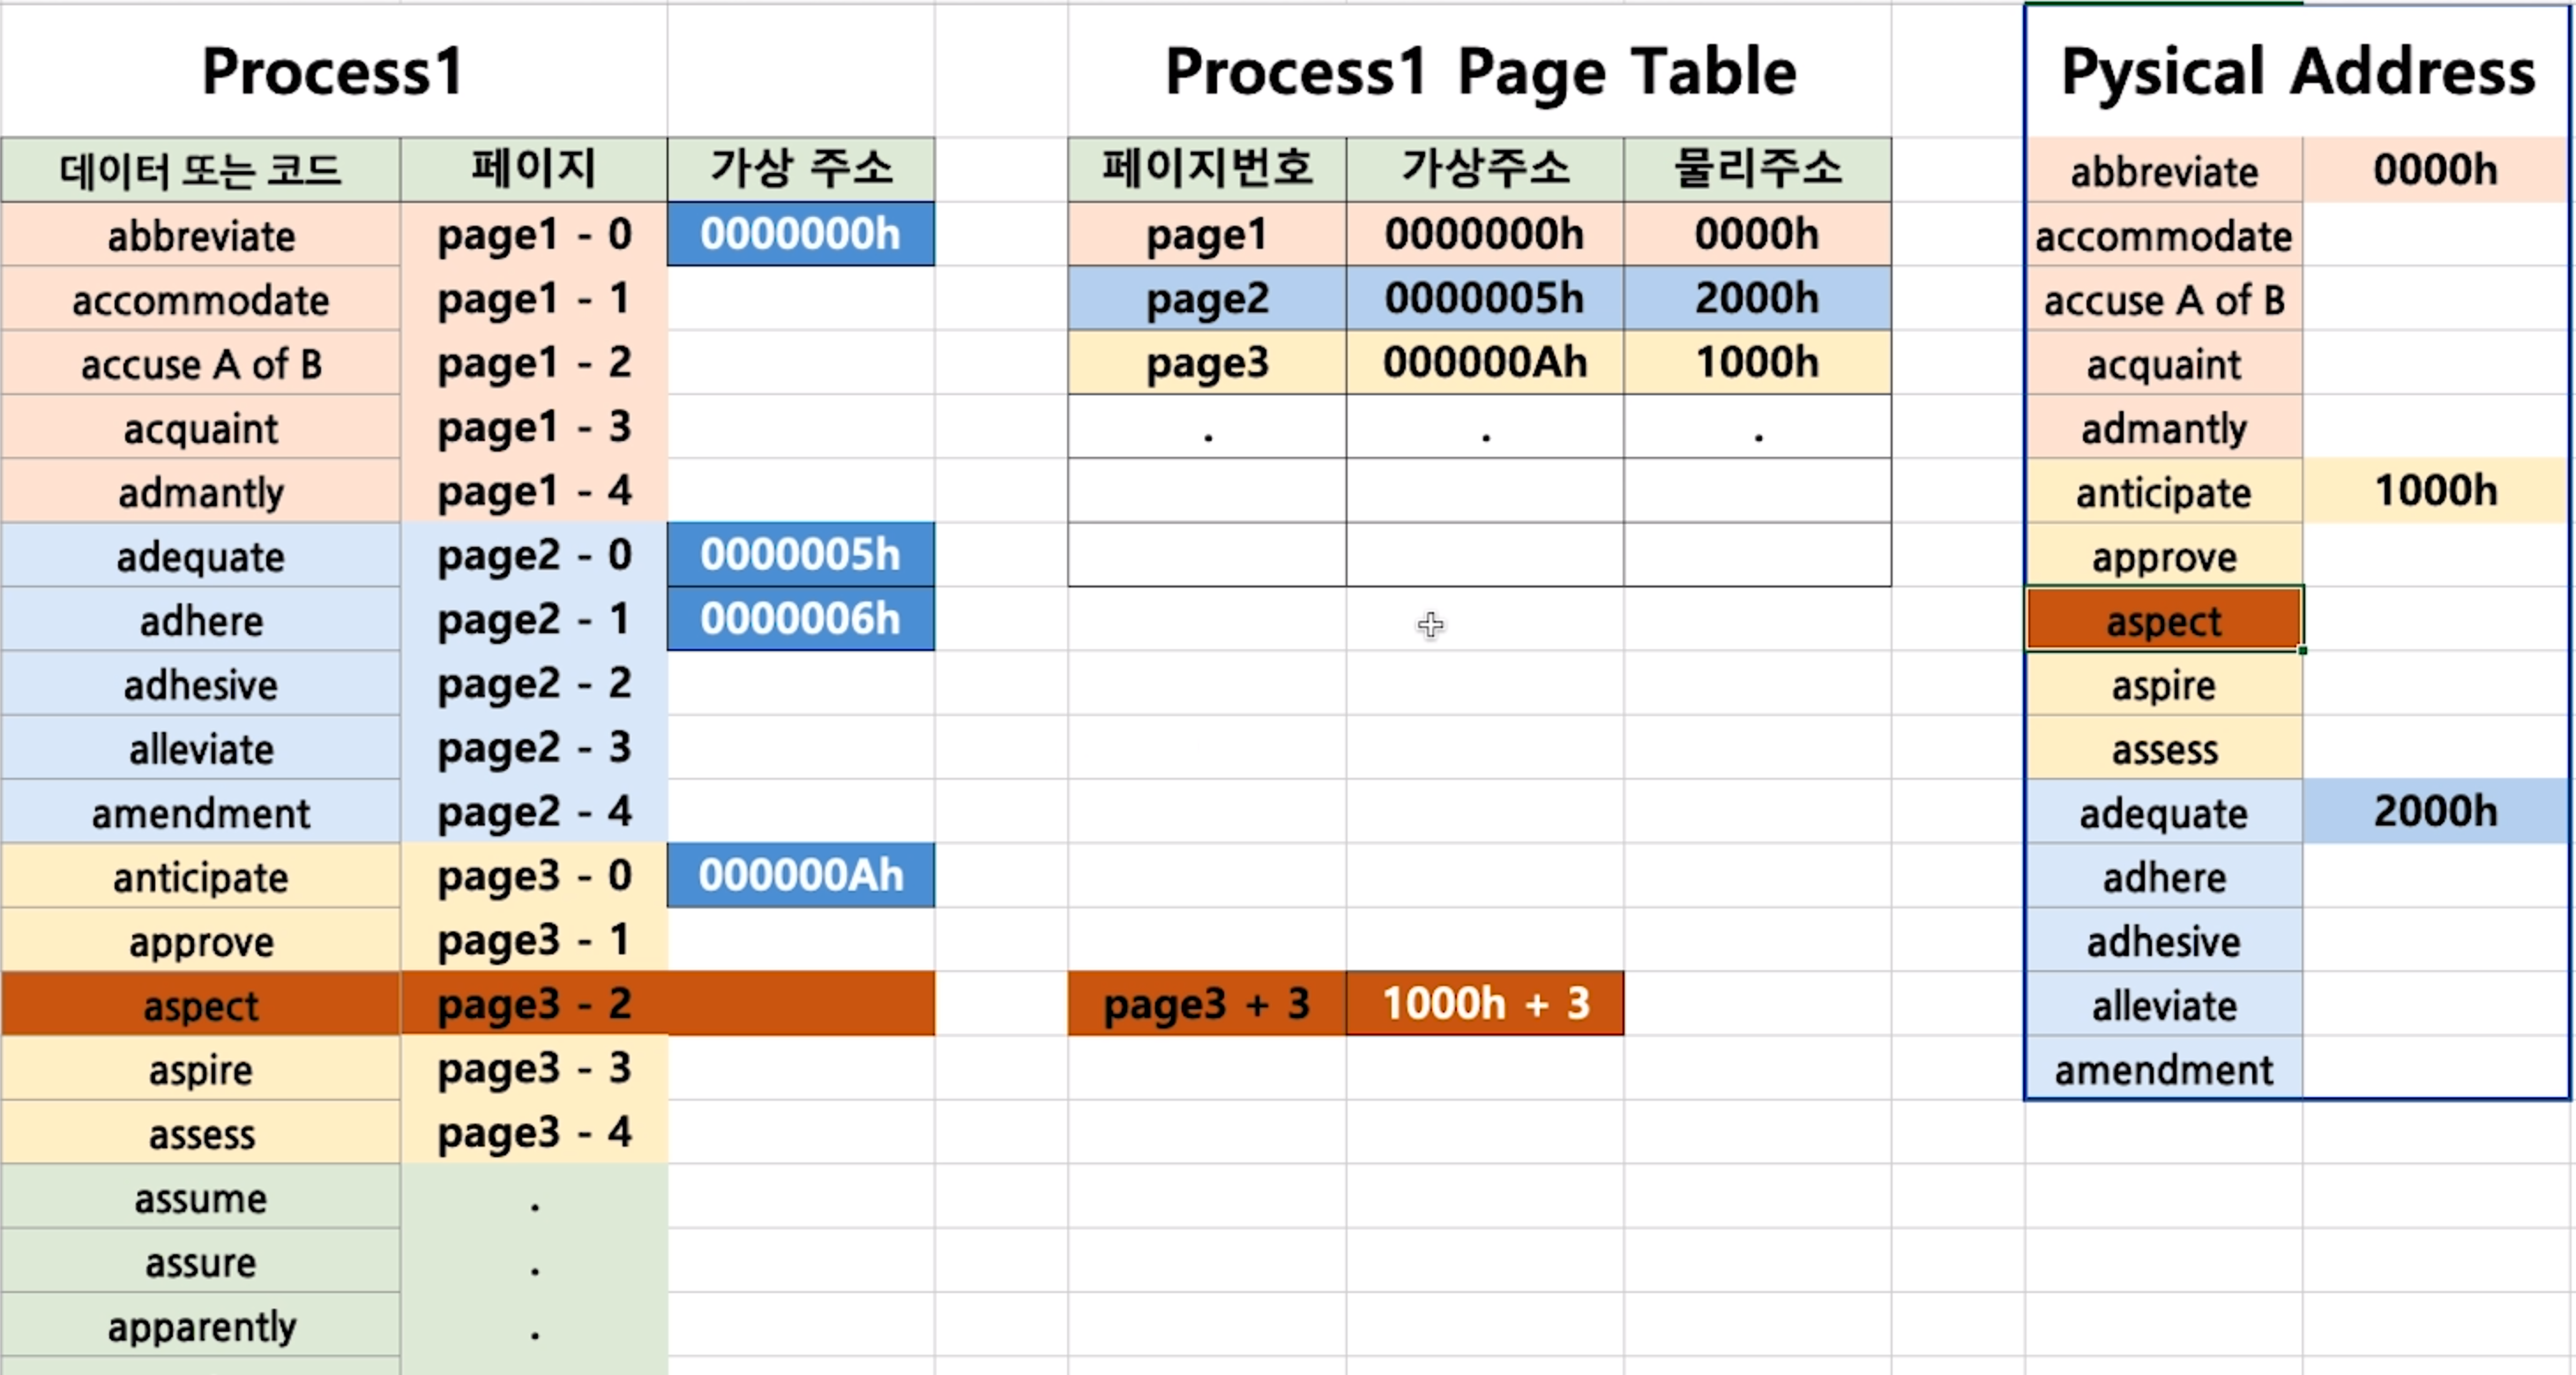 Process1
데이터 또는 코드 페이지 가상 주소
abbreviate page1 - 0 0000000h
accommodate page1 - 1
accuse A of B page1 - 2
acquaint page1 - 3
admantly page1 - 4
adequate page2 - 0 0000005h
adhere page2 - 1 0000006h
adhesive page2 - 2
alleviate page2 - 3
amendment page2 - 4
anticipate page3 - 0 000000Ah
approve page3 - 1
aspect page3 - 2
aspire page3 - 3
assess page3 - 4
assume .
assure .
apparently .
Process1 Page Table
페이지번호 가상주소 물리주소
page1 0000000h 0000h
page2 0000005h 2000h
page3 000000Ah 1000h
. . .
page3 + 3 1000h + 3
Pysical Address
abbreviate 0000h
accommodate
accuse A of B
acquaint
admantly
anticipate 1000h
approve
aspect
aspire
assess
adequate 2000h
adhere
adhesive
alleviate
amendment